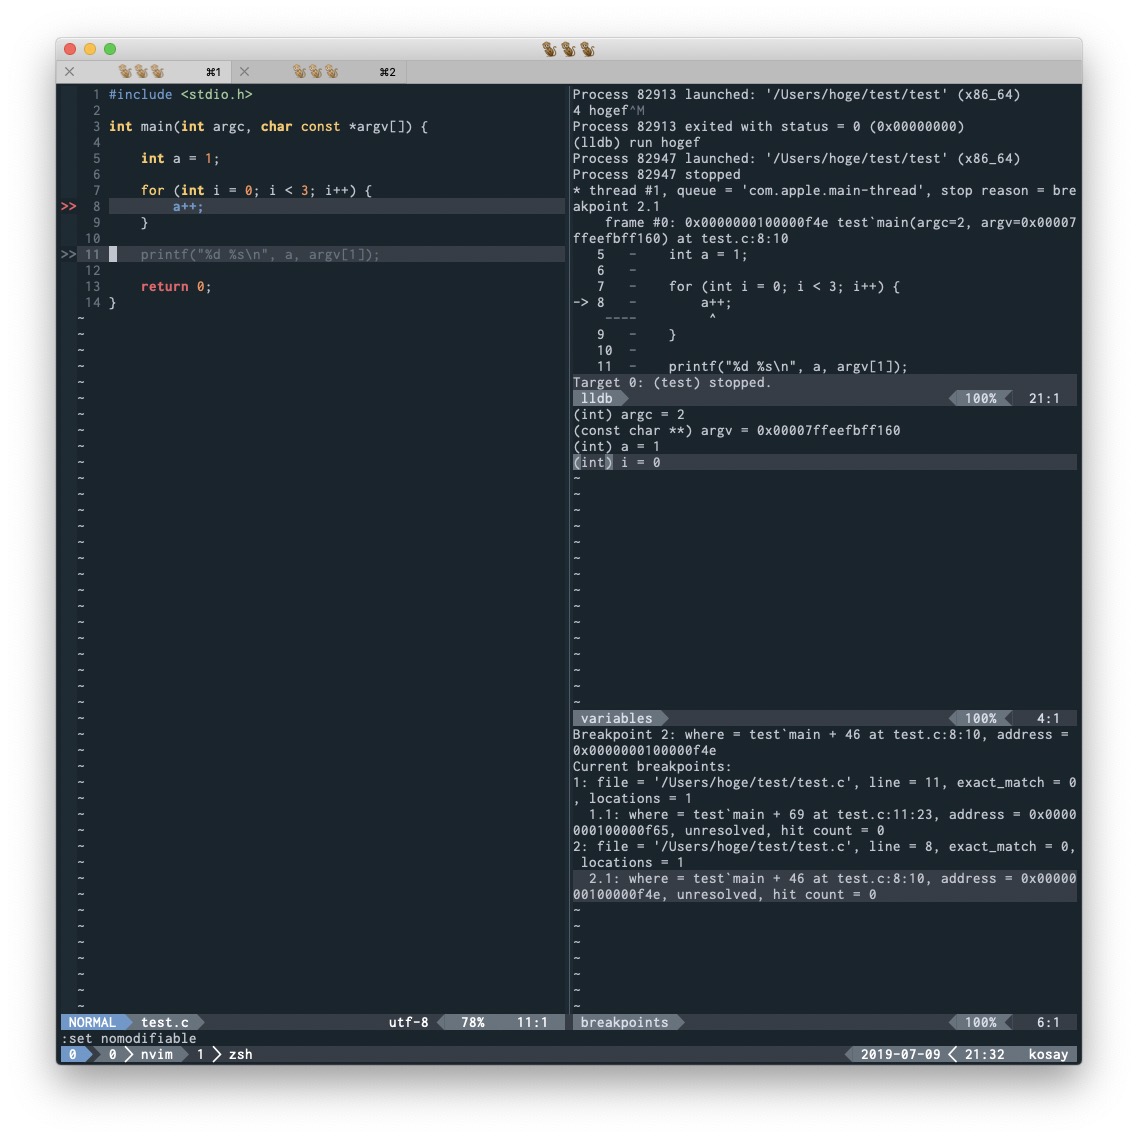 ⌘1
⌘2
1 #include <stdio.h>
2
3 int main(int argc, char const *argv[]) {
4
5     int a = 1;
6
7     for (int i = 0; i < 3; i++) {
>> 8         a++;
9     }
10
>> 11     printf("%d %s\n", a, argv[1]);
12
13     return 0;
14 }
NORMAL test.c utf-8 78% 11:1
Process 82913 launched: '/Users/hoge/test/test' (x86_64)
4 hogef^M
Process 82913 exited with status = 0 (0x00000000)
(lldb) run hogef
Process 82947 launched: '/Users/hoge/test/test' (x86_64)
Process 82947 stopped
* thread #1, queue = 'com.apple.main-thread', stop reason = bre
akpoint 2.1
    frame #0: 0x0000000100000f4e test`main(argc=2, argv=0x00007
ffeefbff160) at test.c:8:10
   5   -    int a = 1;
   6   -
   7   -    for (int i = 0; i < 3; i++) {
-> 8   -        a++;
    ----         ^
   9   -    }
   10  -
   11  -    printf("%d %s\n", a, argv[1]);
Target 0: (test) stopped.
lldb 100% 21:1
(int) argc = 2
(const char **) argv = 0x00007ffeefbff160
(int) a = 1
(int) i = 0
variables 100% 4:1
Breakpoint 2: where = test`main + 46 at test.c:8:10, address =
0x0000000100000f4e
Current breakpoints:
1: file = '/Users/hoge/test/test.c', line = 11, exact_match = 0
, locations = 1
  1.1: where = test`main + 69 at test.c:11:23, address = 0x0000
000100000f65, unresolved, hit count = 0
2: file = '/Users/hoge/test/test.c', line = 8, exact_match = 0,
 locations = 1
  2.1: where = test`main + 46 at test.c:8:10, address = 0x00000
00100000f4e, unresolved, hit count = 0
breakpoints 100% 6:1
:set nomodifiable
0 0 nvim 1 zsh 2019-07-09 21:32 kosay